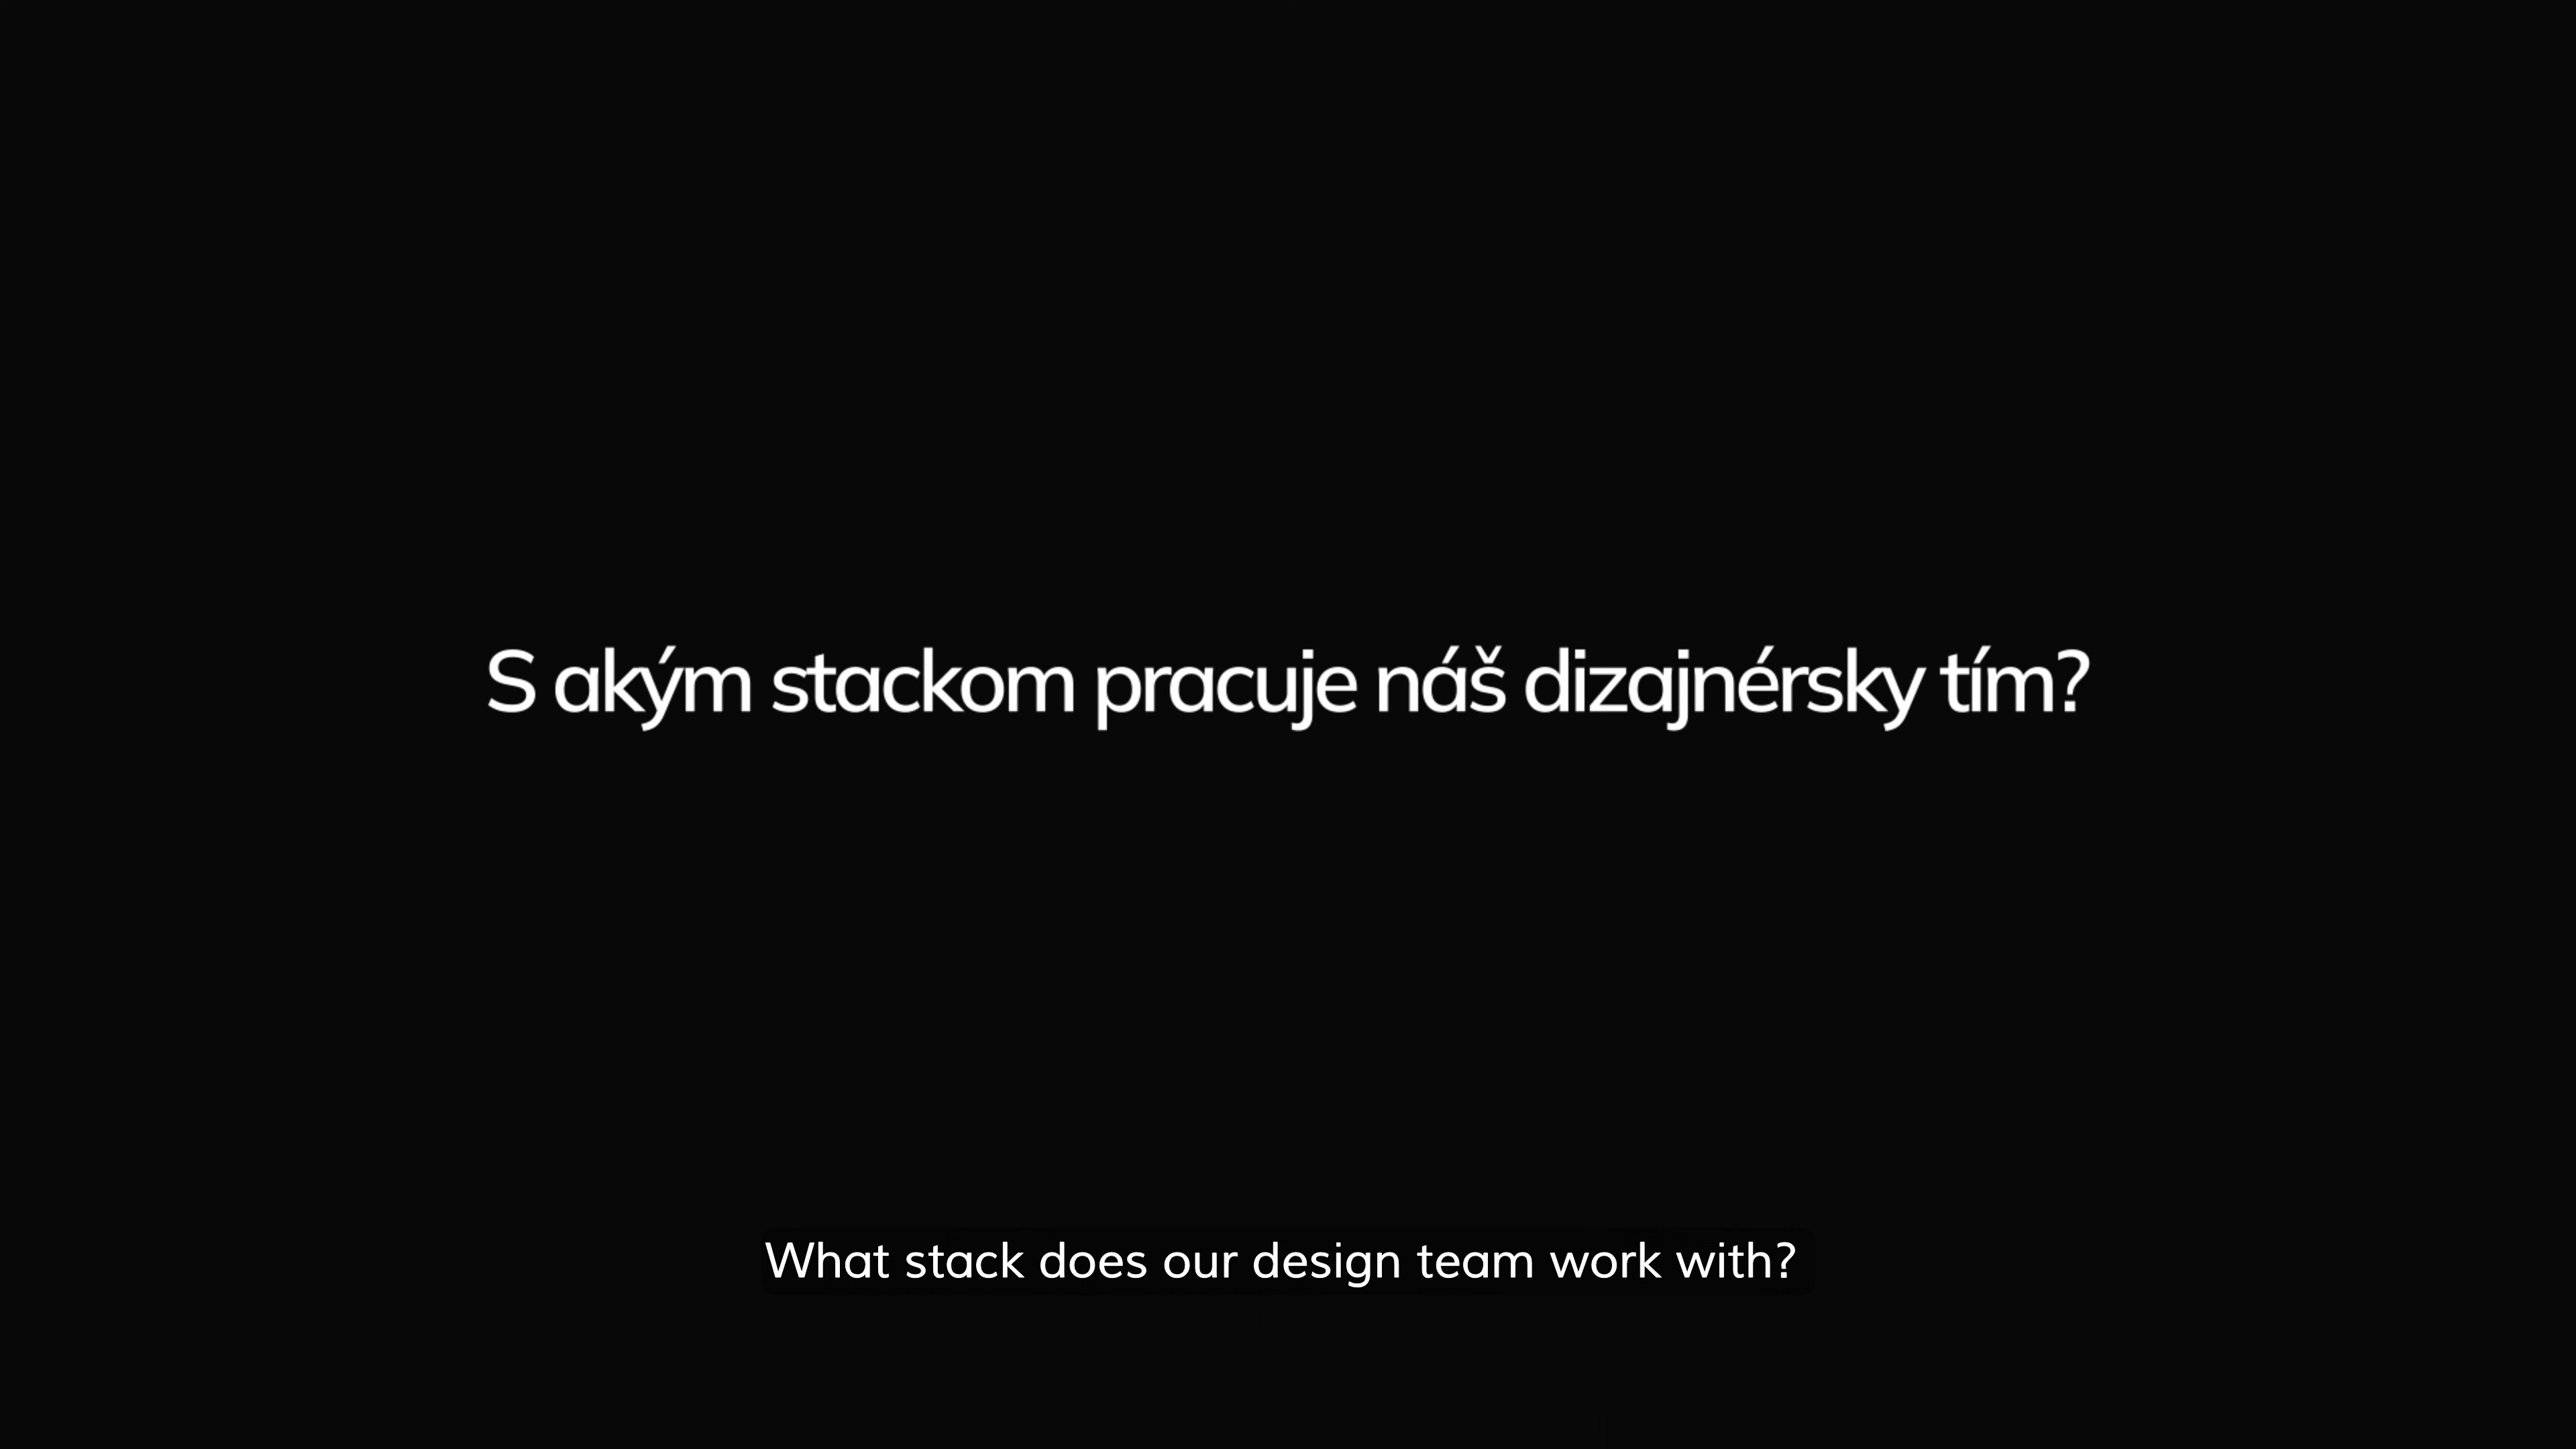 S akým stackom pracuje náš dizajnérsky tím?
What stack does our design team work with?